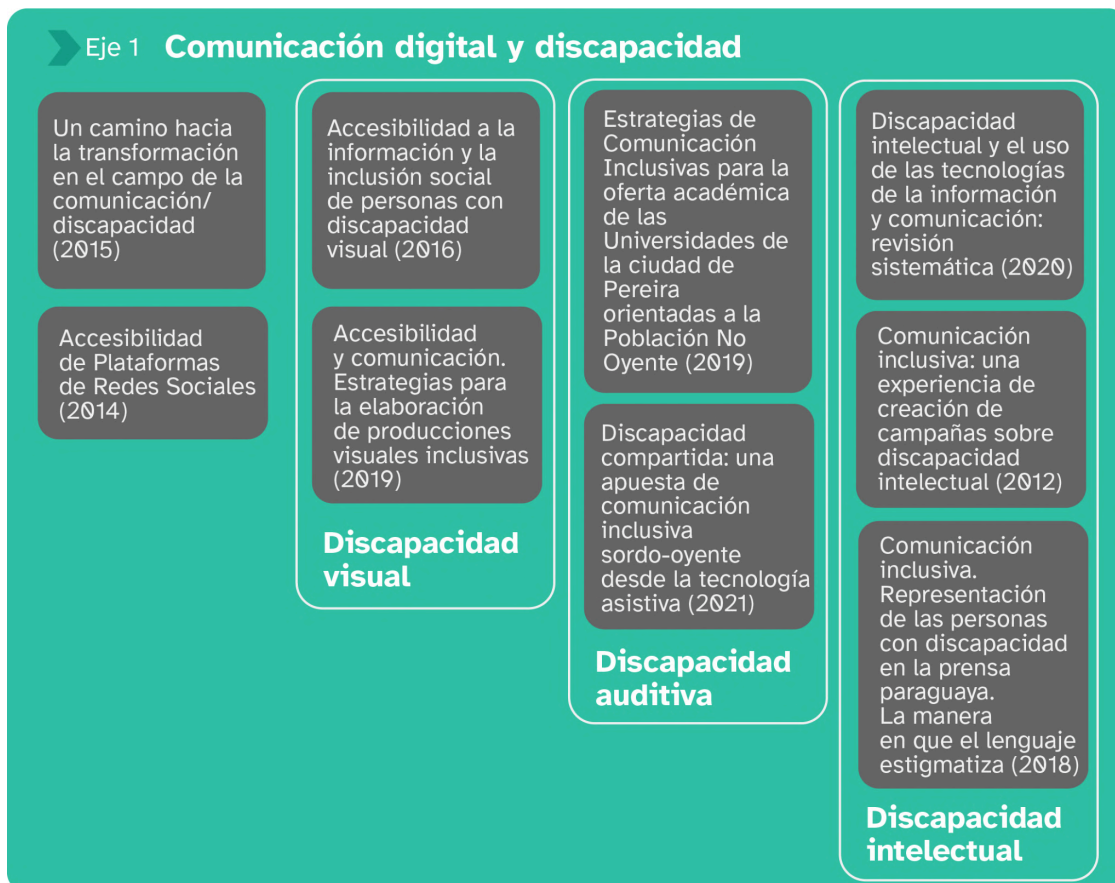 Eje 1 Comunicación digital y discapacidad
Un camino hacia
la transformación
en el campo de la
comunicación/
discapacidad
(2015)
Accesibilidad
de Plataformas
de Redes Sociales
(2014)
Accesibilidad a la
información y la
inclusión social
de personas con
discapacidad
visual (2016)
Accesibilidad
y comunicación.
Estrategias para
la elaboración
de producciones
visuales inclusivas
(2019)
Discapacidad
visual
Estrategias de
Comunicación
Inclusivas para la
oferta académica
de las
Universidades de
la ciudad de
Pereira
orientadas a la
Población No
Oyente (2019)
Discapacidad
compartida: una
apuesta de
comunicación
inclusiva
sordo-oyente
desde la tecnología
asistiva (2021)
Discapacidad
auditiva
Discapacidad
intelectual y el uso
de las tecnologías
de la información
y comunicación:
revisión
sistemática (2020)
Comunicación
inclusiva: una
experiencia de
creación de
campañas sobre
discapacidad
intelectual (2012)
Comunicación
inclusiva.
Representación
de las personas
con discapacidad
en la prensa
paraguaya.
La manera
en que el lenguaje
estigmatiza (2018)
Discapacidad
intelectual